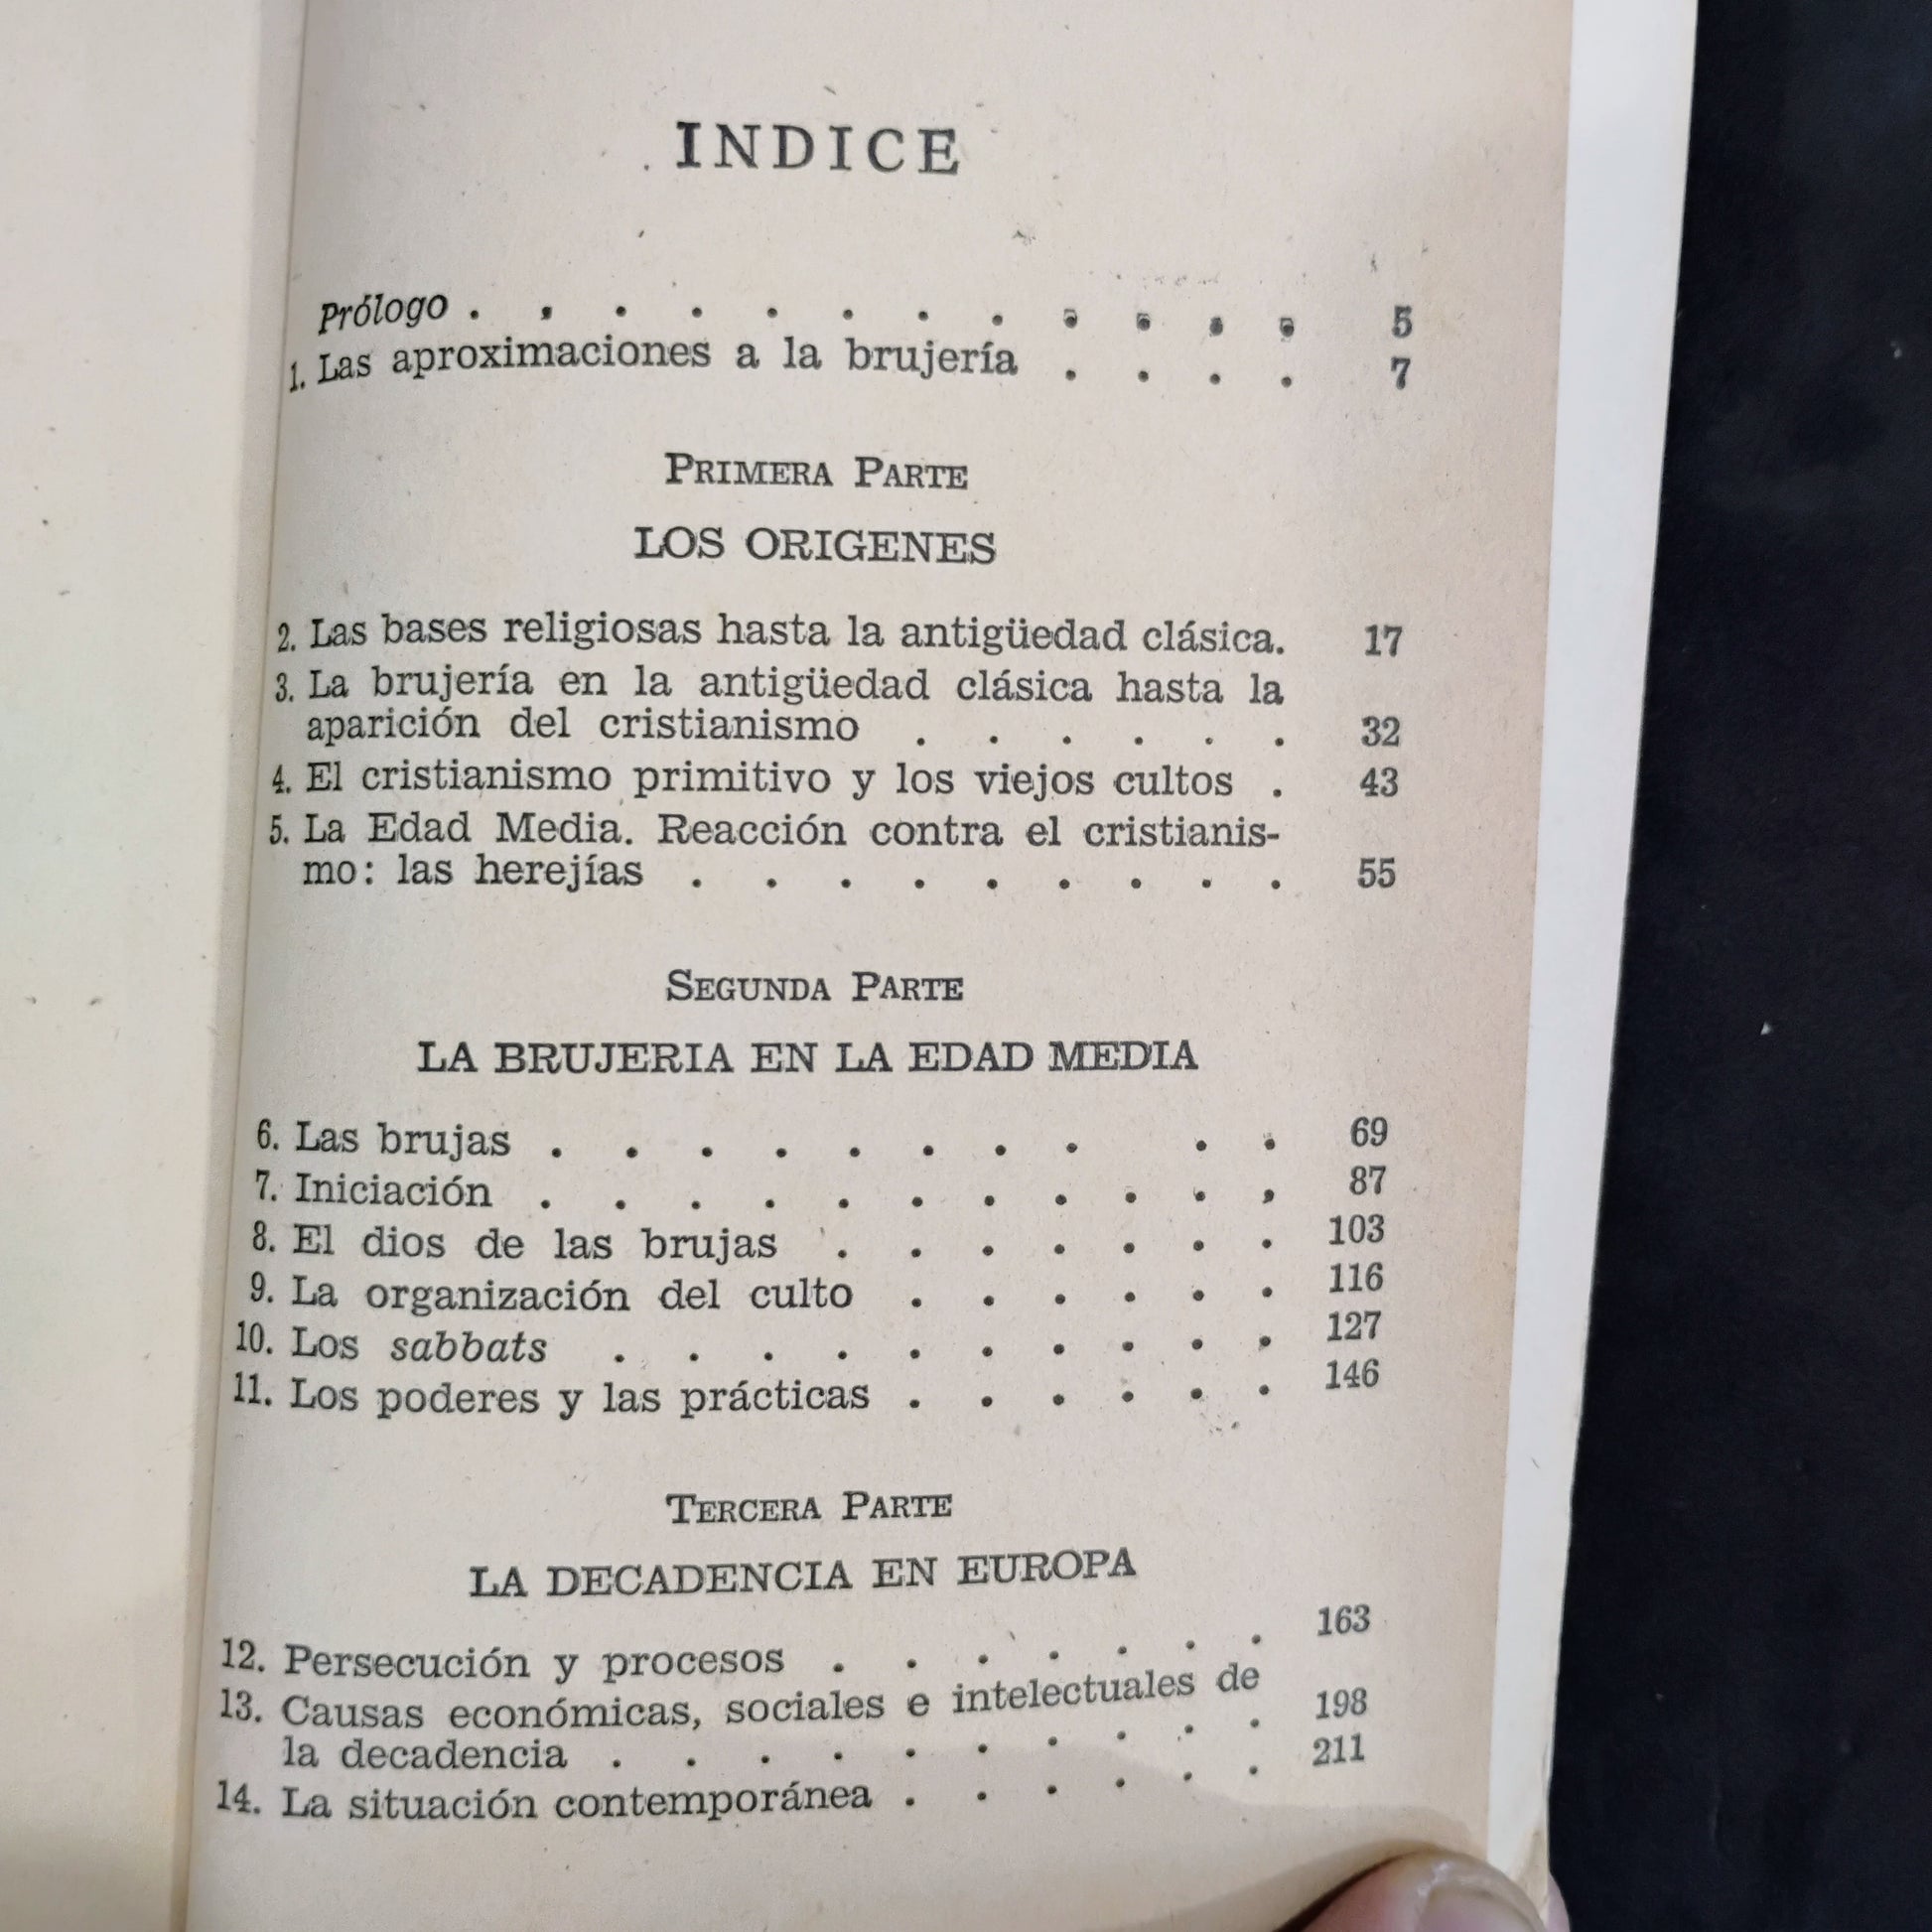 INDICE
Prólogo . . . . . . . . . . . . 5
1. Las aproximaciones a la brujería . . . . 7
PRIMERA PARTE
LOS ORIGENES
2. Las bases religiosas hasta la antigüedad clásica. 17
3. La brujería en la antigüedad clásica hasta la
aparición del cristianismo . . . . . . 32
4. El cristianismo primitivo y los viejos cultos . 43
5. La Edad Media. Reacción contra el cristianis-
mo: las herejías . . . . . . . . . 55
SEGUNDA PARTE
LA BRUJERIA EN LA EDAD MEDIA
6. Las brujas . . . . . . . . . . 69
7. Iniciación . . . . . . . . . . . 87
8. El dios de las brujas . . . . . . . 103
9. La organización del culto . . . . . . 116
10. Los sabbats . . . . . . . . . . 127
11. Los poderes y las prácticas . . . . . . 146
TERCERA PARTE
LA DECADENCIA EN EUROPA
12. Persecución y procesos . . . . . . . 163
13. Causas económicas, sociales e intelectuales de
la decadencia . . . . . . . . . . 198
14. La situación contemporánea . . . . . . 211